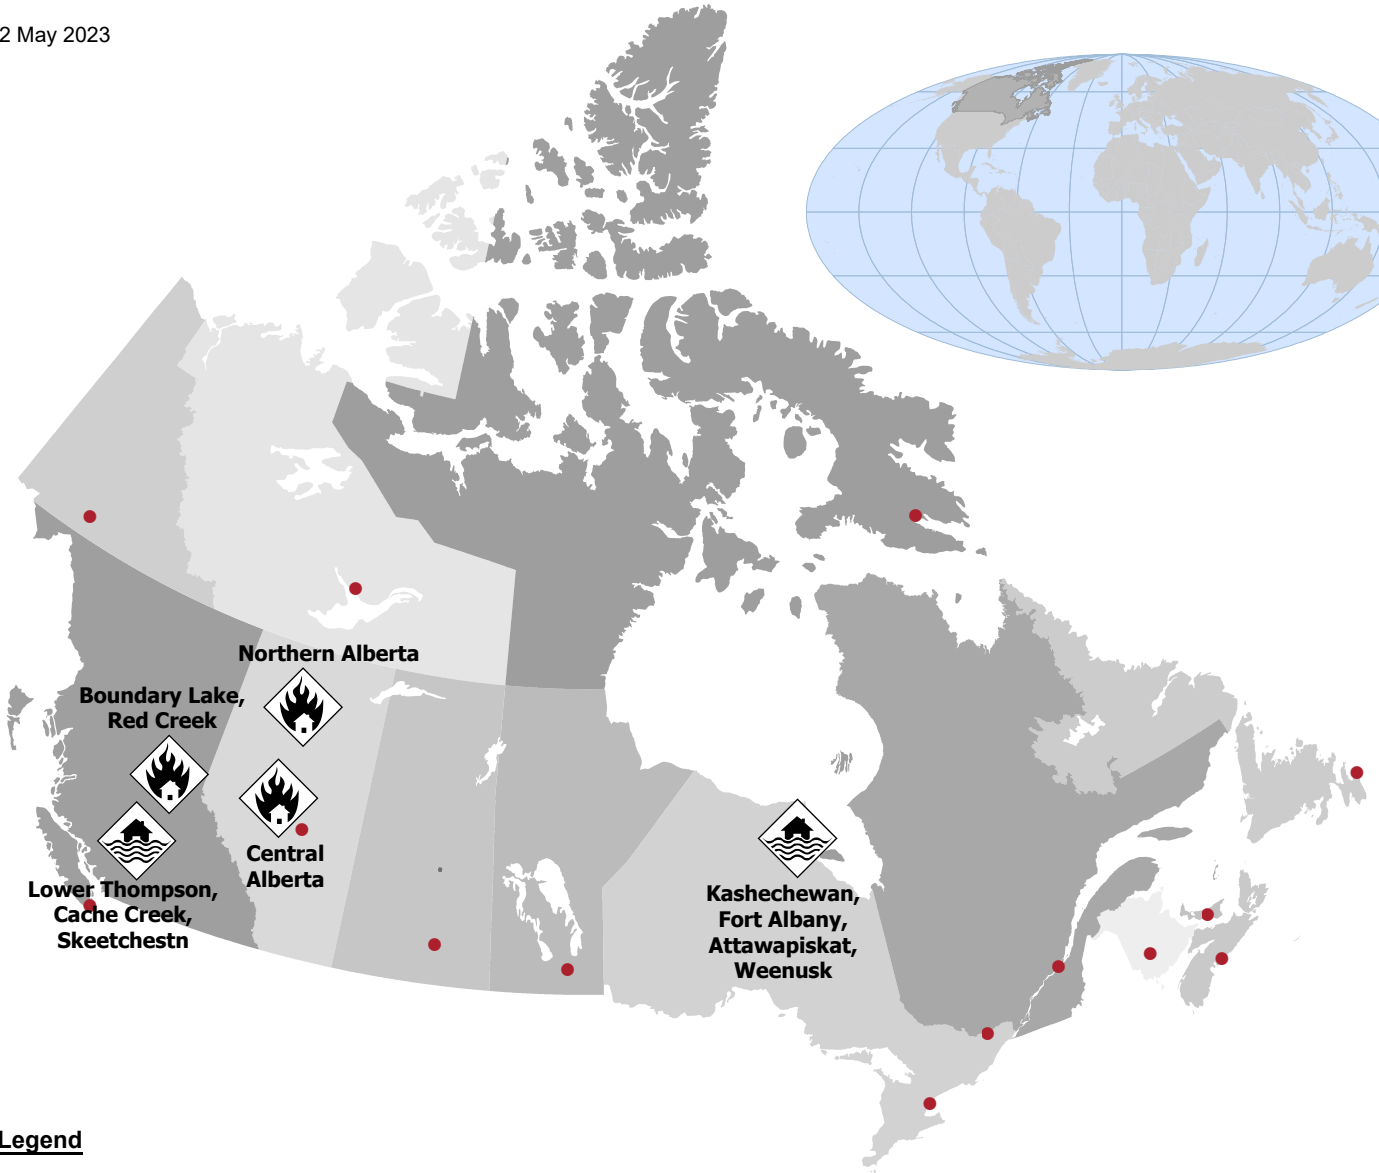 2 May 2023
Northern Alberta
Boundary Lake,
Red Creek
Central
Alberta
Lower Thompson,
Cache Creek,
Skeetchestn
Kashechewan,
Fort Albany,
Attawapiskat,
Weenusk
Legend